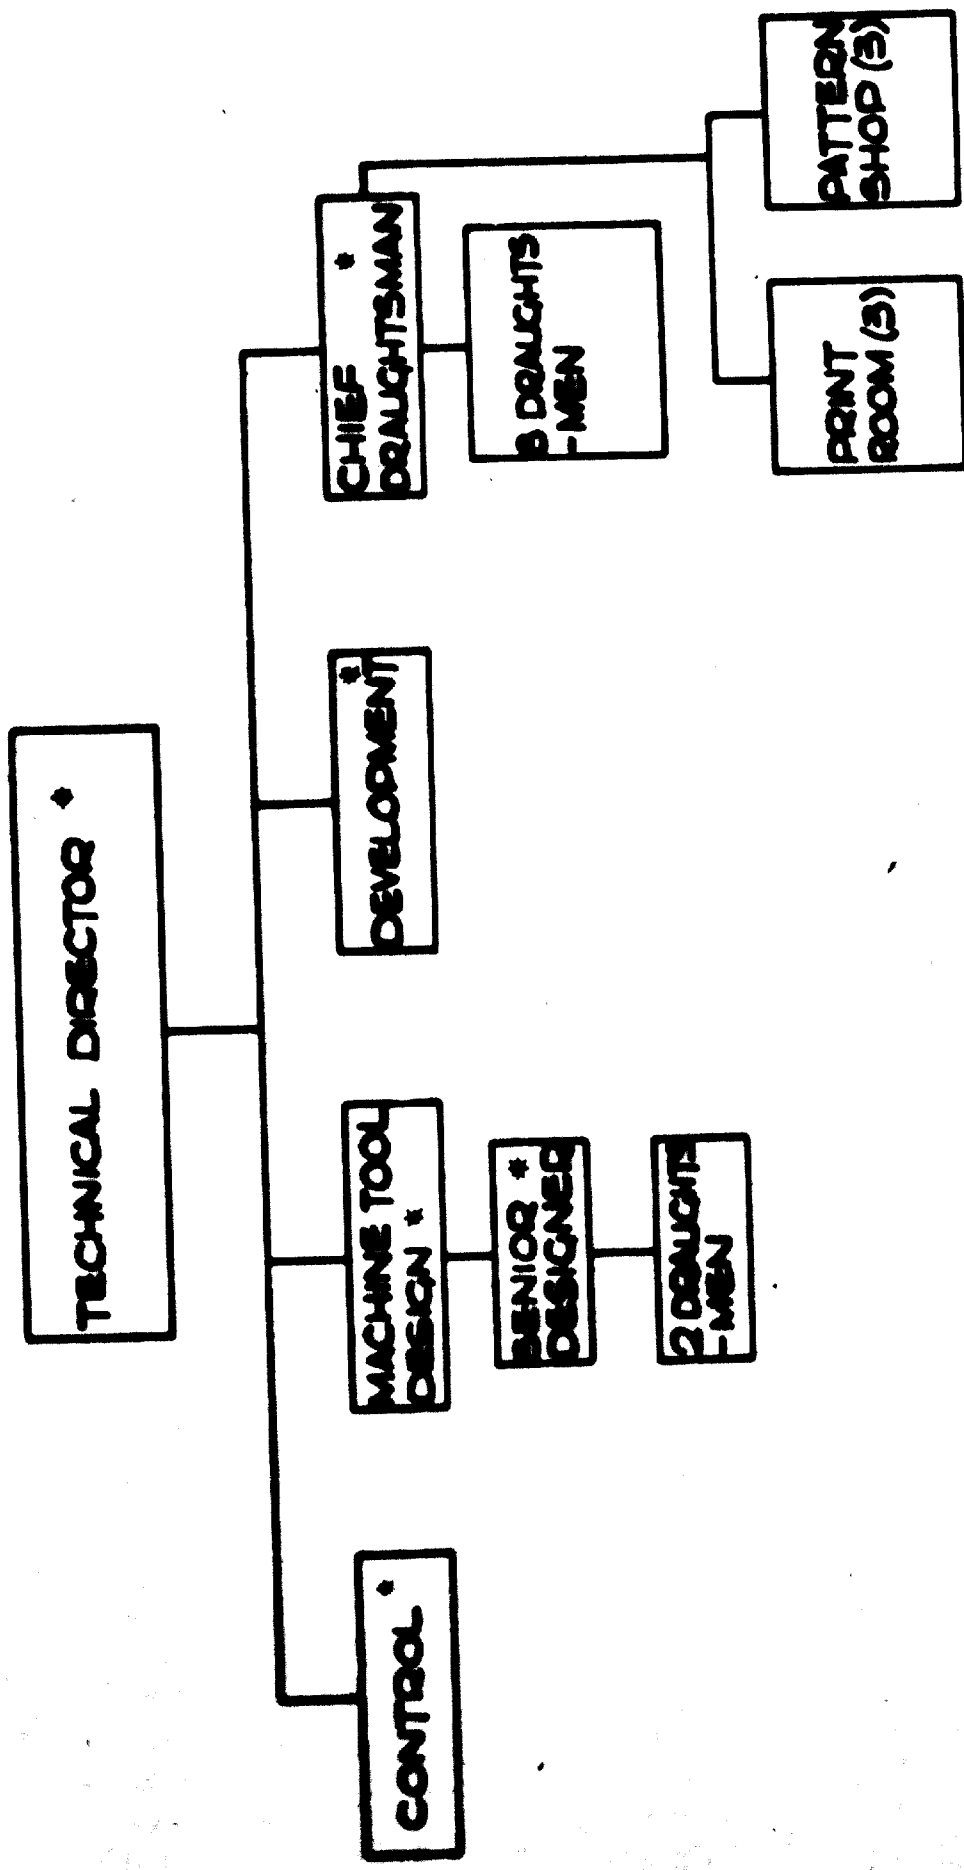 TECHNICAL DIRECTOR *
CONTROL *
MACHINE TOOL
DESIGN *
SENIOR *
DESIGNER
2 DRAUGHTS
-MEN
*
DEVELOPMENT
CHIEF *
DRAUGHTSMAN
8 DRAUGHTS
-MEN
PRINT
ROOM (3)
PATTERN
SHOP (3)